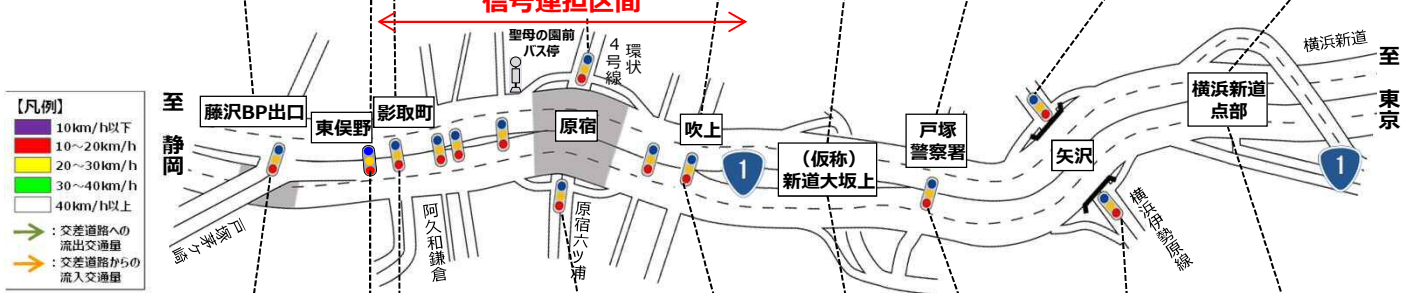 信号連担区間
聖母の園前
バス停
環状
4号線
横浜新道
至
東京
【凡例】
10km/h以下
10~20km/h
20~30km/h
30~40km/h
40km/h以上
:交差道路への
流出交通量
:交差道路からの
流入交通量
至
静岡
藤沢BP出口
東俣野
影取町
原宿
吹上
1
(仮称)
新道大坂上
戸塚
警察署
矢沢
横浜新道
点部
1
戸塚茅ヶ崎
阿久和鎌倉
原宿六ツ浦
横浜伊勢原線